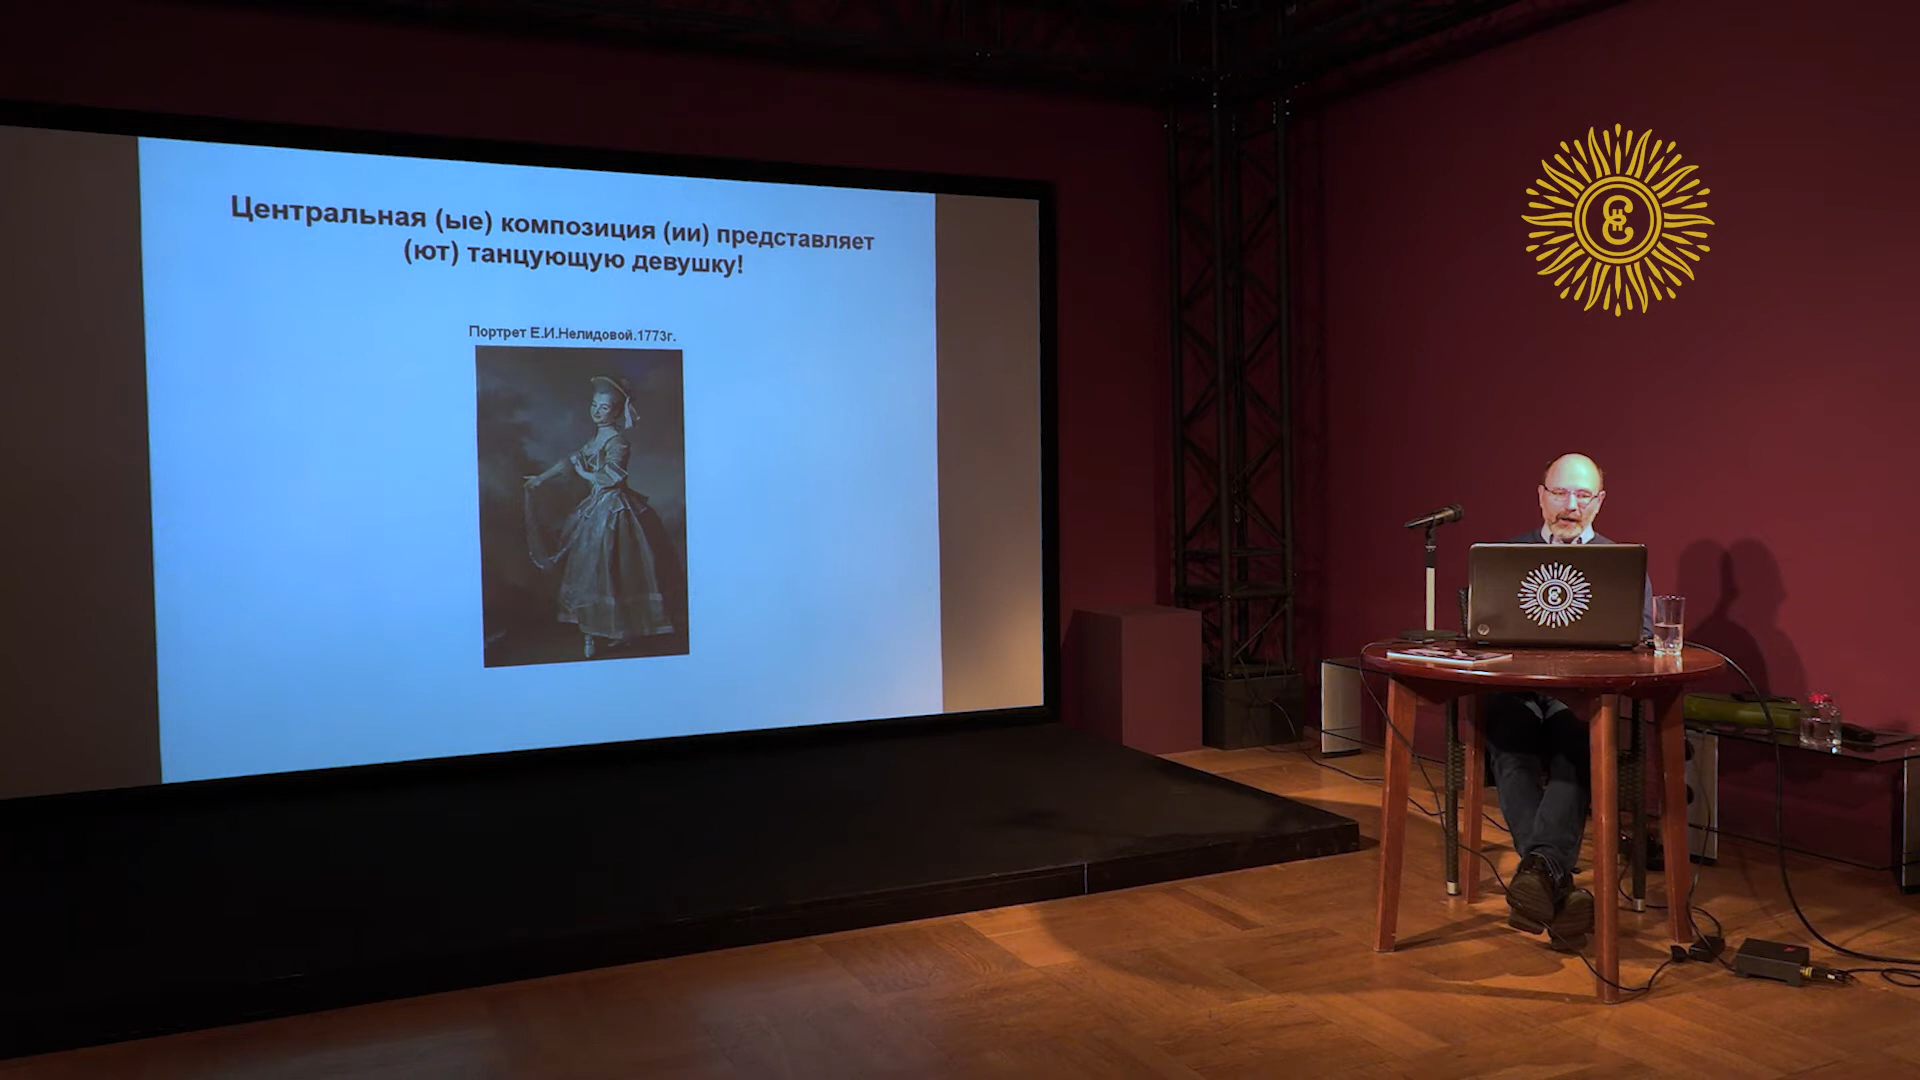 Центральная (ые) композиция (ии) представляет
(ют) танцующую девушку!
Портрет Е.И.Нелидовой.1773г.